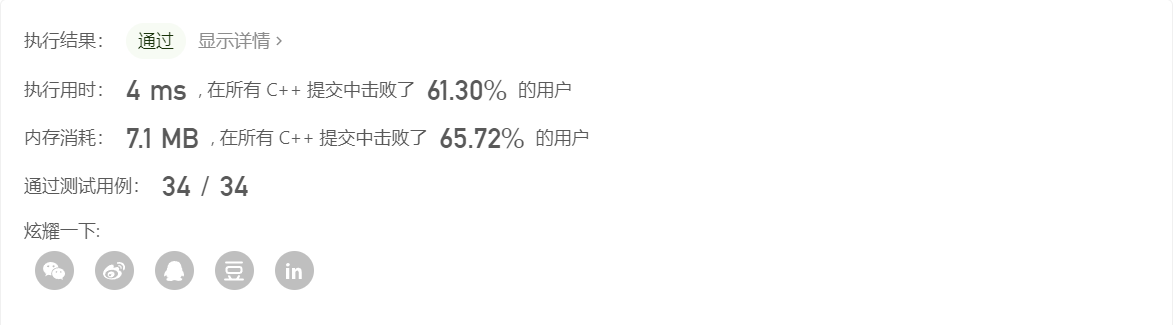 执行结果： 通过 显示详情 >
执行用时： 4 ms , 在所有 C++ 提交中击败了 61.30% 的用户
内存消耗： 7.1 MB , 在所有 C++ 提交中击败了 65.72% 的用户
通过测试用例： 34 / 34
炫耀一下:
豆 in